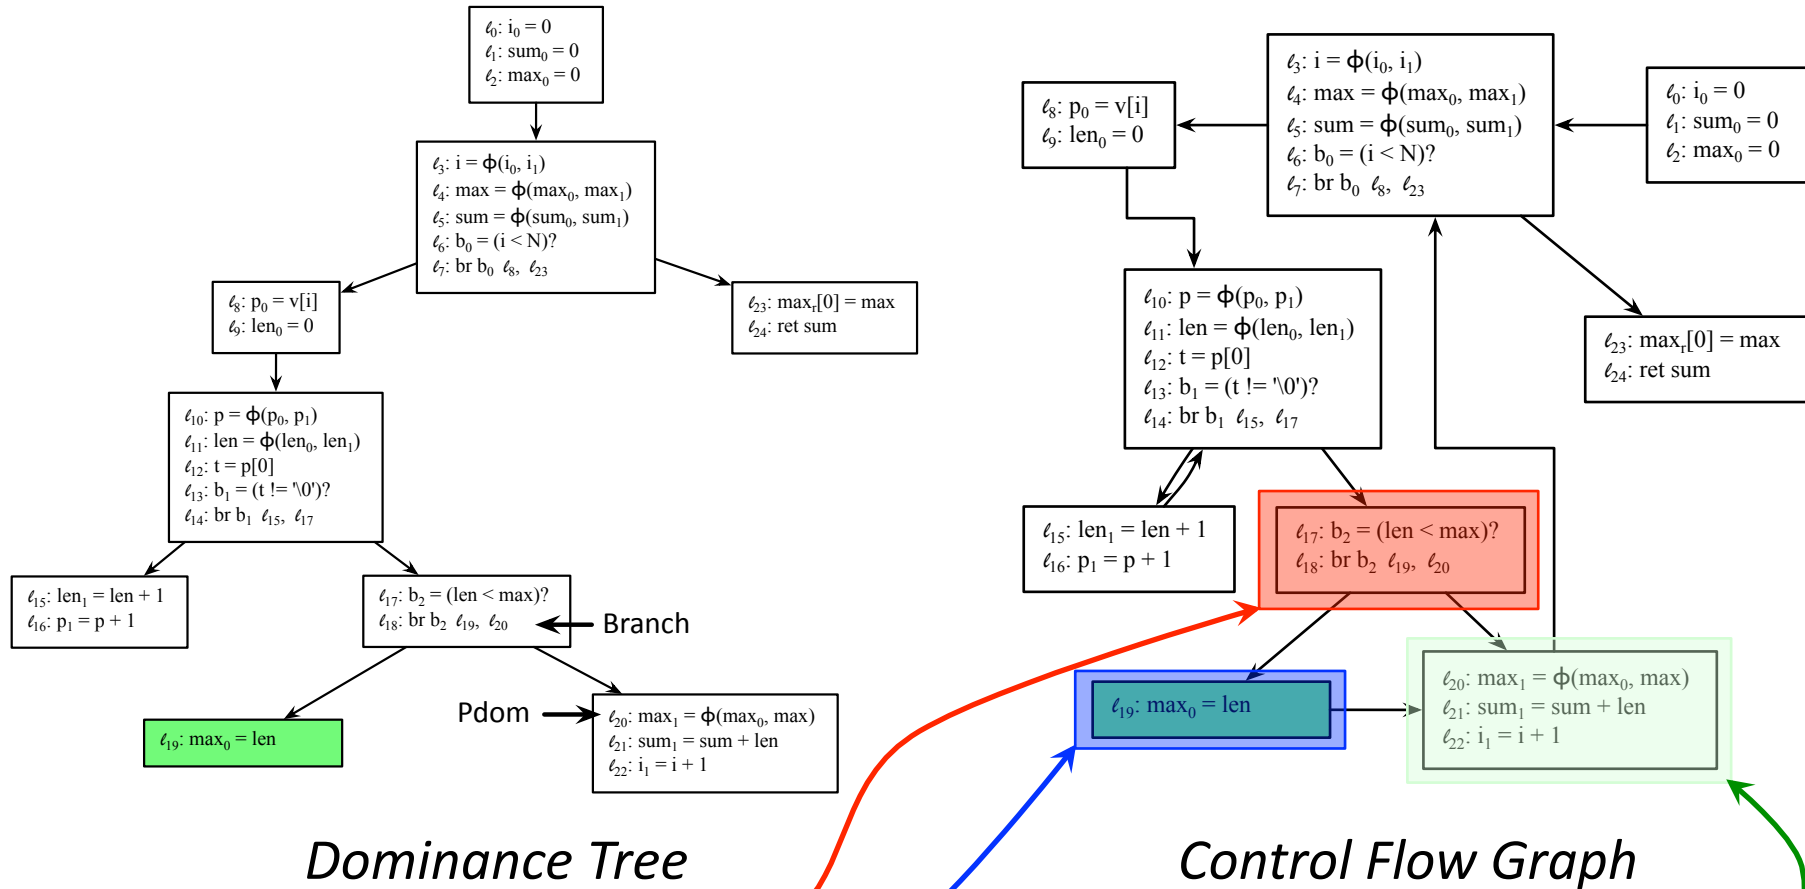 ℓ₀: i₀ = 0
ℓ₁: sum₀ = 0
ℓ₂: max₀ = 0
ℓ₃: i = ϕ(i₀, i₁)
ℓ₄: max = ϕ(max₀, max₁)
ℓ₅: sum = ϕ(sum₀, sum₁)
ℓ₆: b₀ = (i < N)?
ℓ₇: br b₀ ℓ₈, ℓ₂₃
ℓ₈: p₀ = v[i]
ℓ₉: len₀ = 0
ℓ₂₃: maxᵣ[0] = max
ℓ₂₄: ret sum
ℓ₁₀: p = ϕ(p₀, p₁)
ℓ₁₁: len = ϕ(len₀, len₁)
ℓ₁₂: t = p[0]
ℓ₁₃: b₁ = (t != '\0')?
ℓ₁₄: br b₁ ℓ₁₅, ℓ₁₇
ℓ₁₅: len₁ = len + 1
ℓ₁₆: p₁ = p + 1
ℓ₁₇: b₂ = (len < max)?
ℓ₁₈: br b₂ ℓ₁₉, ℓ₂₀
Branch
Pdom
ℓ₁₉: max₀ = len
ℓ₂₀: max₁ = ϕ(max₀, max)
ℓ₂₁: sum₁ = sum + len
ℓ₂₂: i₁ = i + 1
Dominance Tree
ℓ₃: i = ϕ(i₀, i₁)
ℓ₄: max = ϕ(max₀, max₁)
ℓ₅: sum = ϕ(sum₀, sum₁)
ℓ₆: b₀ = (i < N)?
ℓ₇: br b₀ ℓ₈, ℓ₂₃
ℓ₀: i₀ = 0
ℓ₁: sum₀ = 0
ℓ₂: max₀ = 0
ℓ₈: p₀ = v[i]
ℓ₉: len₀ = 0
ℓ₁₀: p = ϕ(p₀, p₁)
ℓ₁₁: len = ϕ(len₀, len₁)
ℓ₁₂: t = p[0]
ℓ₁₃: b₁ = (t != '\0')?
ℓ₁₄: br b₁ ℓ₁₅, ℓ₁₇
ℓ₂₃: maxᵣ[0] = max
ℓ₂₄: ret sum
ℓ₁₅: len₁ = len + 1
ℓ₁₆: p₁ = p + 1
ℓ₁₇: b₂ = (len < max)?
ℓ₁₈: br b₂ ℓ₁₉, ℓ₂₀
ℓ₁₉: max₀ = len
ℓ₂₀: max₁ = ϕ(max₀, max)
ℓ₂₁: sum₁ = sum + len
ℓ₂₂: i₁ = i + 1
Control Flow Graph